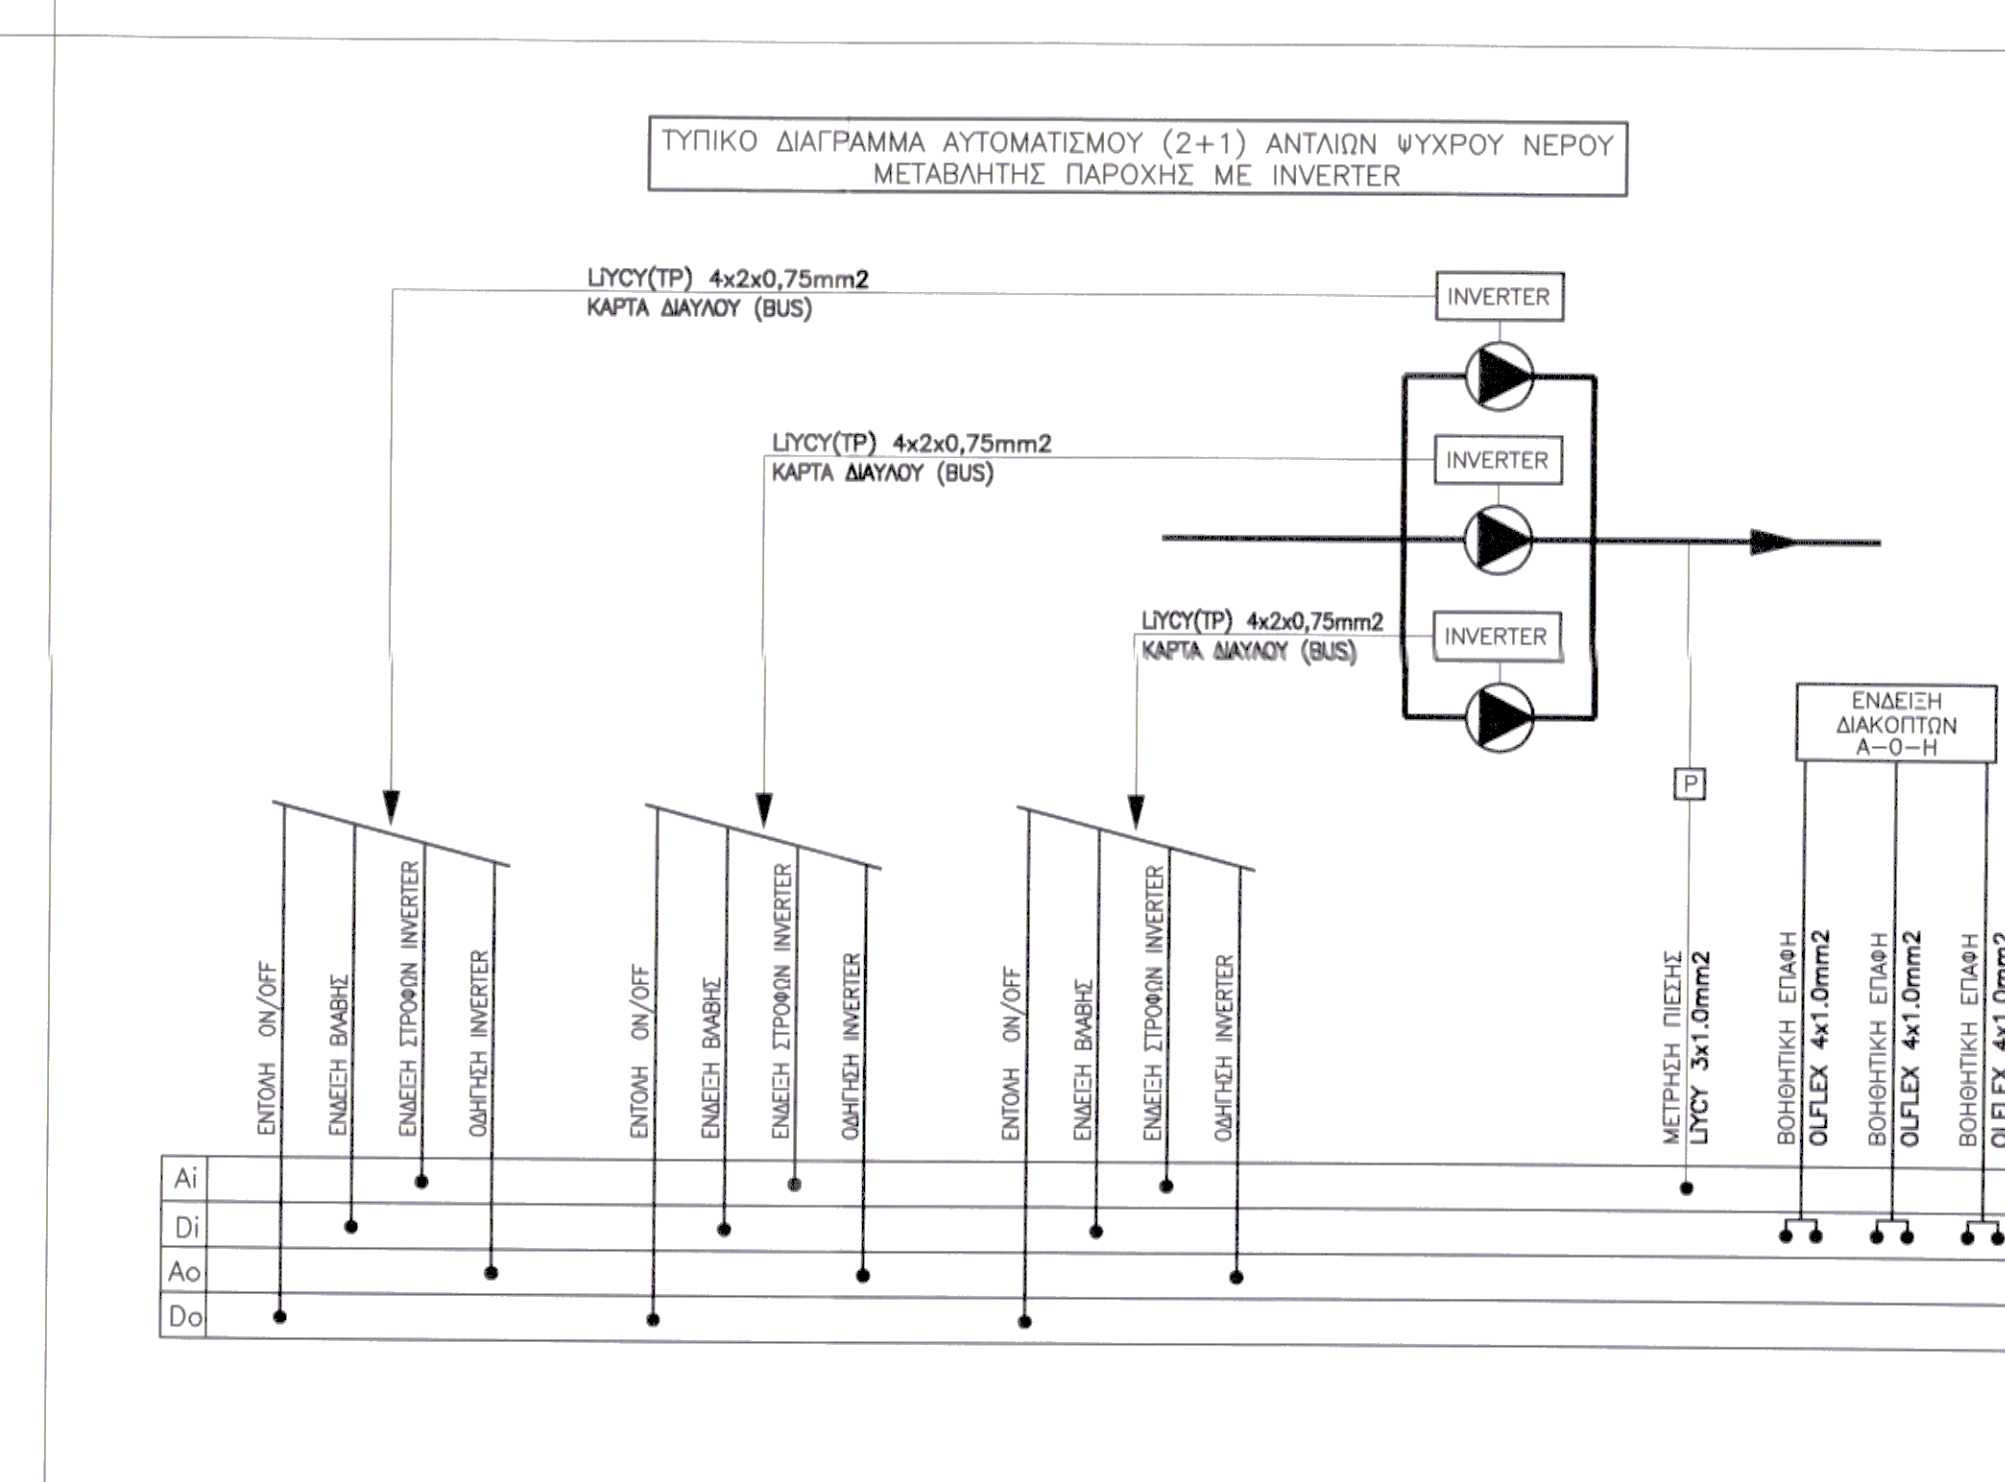 ΤΥΠΙΚΟ ΔΙΑΓΡΑΜΜΑ ΑΥΤΟΜΑΤΙΣΜΟΥ (2+1) ΑΝΤΛΙΩΝ ΨΥΧΡΟΥ ΝΕΡΟΥ
ΜΕΤΑΒΛΗΤΗΣ ΠΑΡΟΧΗΣ ΜΕ INVERTER
LiYCY(TP) 4x2x0,75mm2
ΚΑΡΤΑ ΔΙΑΥΛΟΥ (BUS)
INVERTER
LiYCY(TP) 4x2x0,75mm2
ΚΑΡΤΑ ΔΙΑΥΛΟΥ (BUS)
INVERTER
LiYCY(TP) 4x2x0,75mm2
ΚΑΡΤΑ ΔΙΑΥΛΟΥ (BUS)
INVERTER
ΕΝΔΕΙΞΗ
ΔΙΑΚΟΠΤΩΝ
A-0-H
P
ΕΝΤΟΛΗ ON/OFF
ΕΝΔΕΙΞΗ ΒΛΑΒΗΣ
ΕΝΔΕΙΞΗ ΣΤΡΟΦΩΝ INVERTER
ΟΔΗΓΗΣΗ INVERTER
ΕΝΤΟΛΗ ON/OFF
ΕΝΔΕΙΞΗ ΒΛΑΒΗΣ
ΕΝΔΕΙΞΗ ΣΤΡΟΦΩΝ INVERTER
ΟΔΗΓΗΣΗ INVERTER
ΕΝΤΟΛΗ ON/OFF
ΕΝΔΕΙΞΗ ΒΛΑΒΗΣ
ΕΝΔΕΙΞΗ ΣΤΡΟΦΩΝ INVERTER
ΟΔΗΓΗΣΗ INVERTER
ΜΕΤΡΗΣΗ ΠΙΕΣΗΣ
LiYCY 3x1.0mm2
ΒΟΗΘΗΤΙΚΗ ΕΠΑΦΗ
OLFLEX 4x1.0mm2
ΒΟΗΘΗΤΙΚΗ ΕΠΑΦΗ
OLFLEX 4x1.0mm2
ΒΟΗΘΗΤΙΚΗ ΕΠΑΦΗ
OLFLEX 4x1.0mm2
Ai
Di
Ao
Do